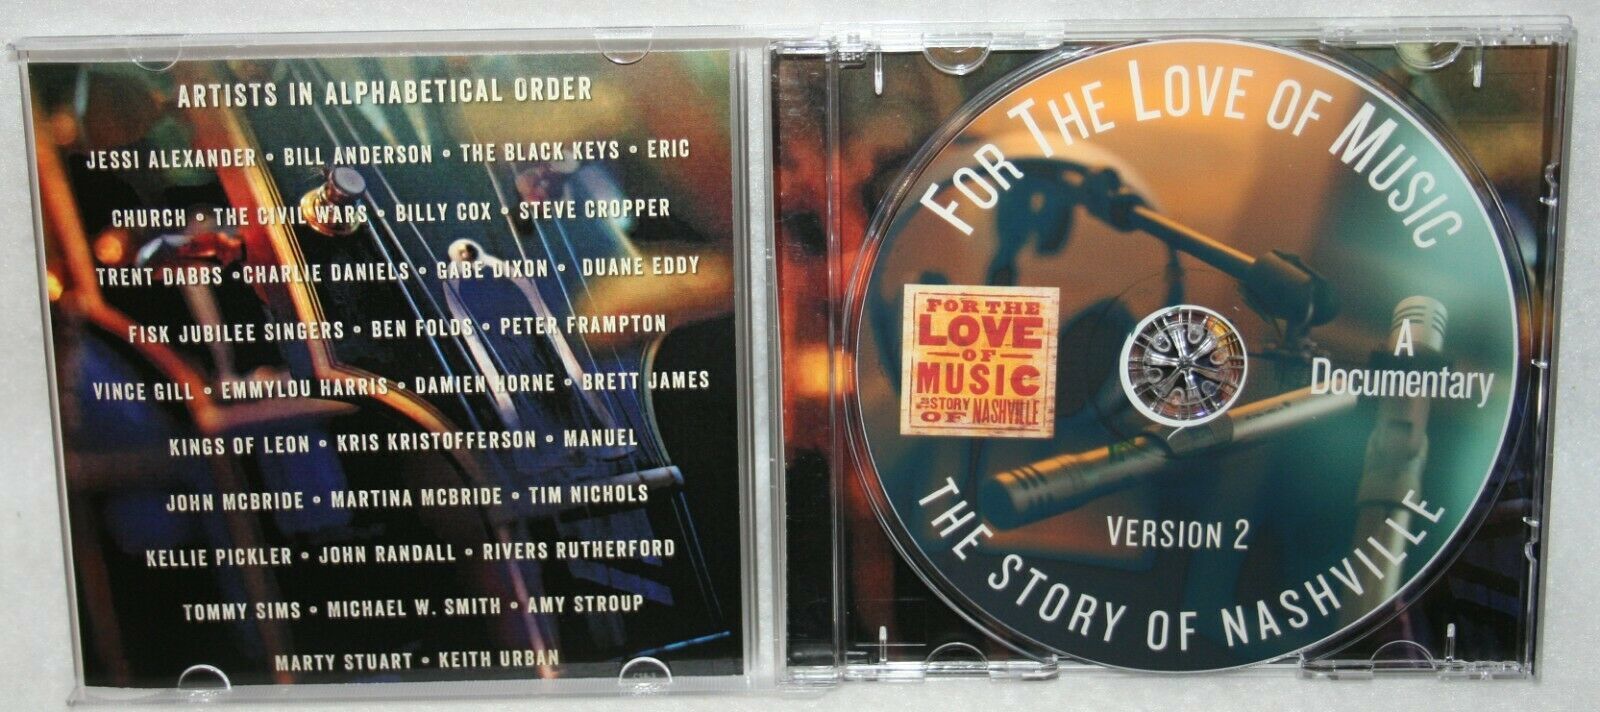 ARTISTS IN ALPHABETICAL ORDER
JESSI ALEXANDER • BILL ANDERSON • THE BLACK KEYS • ERIC
CHURCH • THE CIVIL WARS • BILLY COX • STEVE CROPPER
TRENT DABBS • CHARLIE DANIELS • GABE DIXON • DUANE EDDY
FISK JUBILEE SINGERS • BEN FOLDS • PETER FRAMPTON
VINCE GILL • EMMYLOU HARRIS • DAMIEN HORNE • BRETT JAMES
KINGS OF LEON • KRIS KRISTOFFERSON • MANUEL
JOHN MCBRIDE • MARTINA MCBRIDE • TIM NICHOLS
KELLIE PICKLER • JOHN RANDALL • RIVERS RUTHERFORD
TOMMY SIMS • MICHAEL W. SMITH • AMY STROUP
MARTY STUART • KEITH URBAN
FOR THE LOVE OF MUSIC
FOR THE
LOVE
OF
MUSIC
THE STORY OF NASHVILLE
A
Documentary
VERSION 2
THE STORY OF NASHVILLE